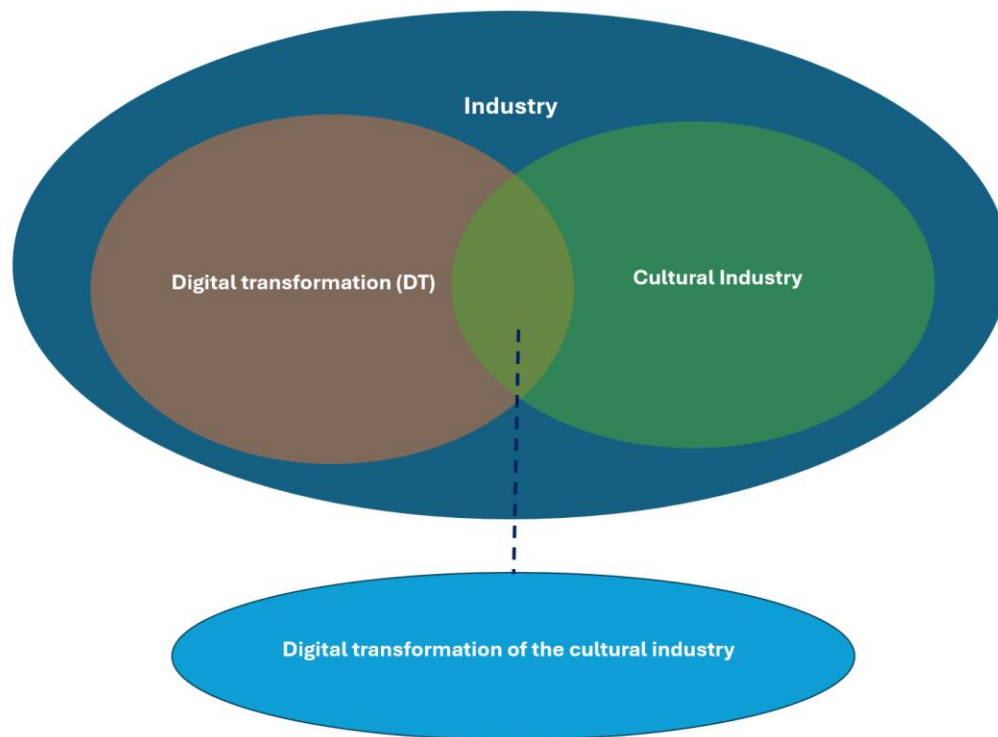 Industry
Digital transformation (DT)
Cultural Industry
Digital transformation of the cultural industry